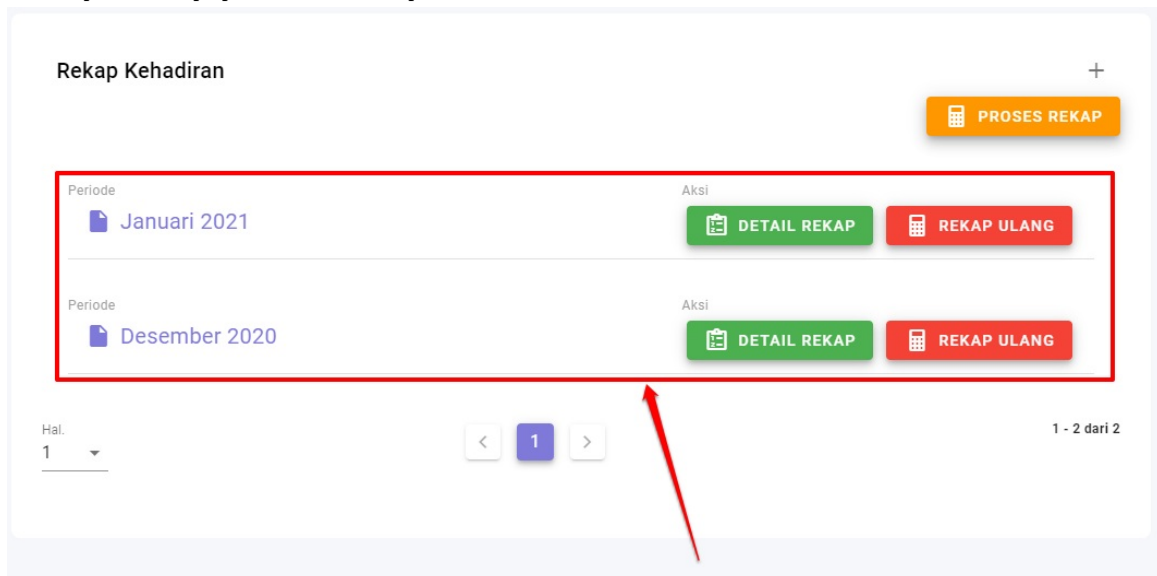 Rekap Kehadiran
+
PROSES REKAP
Periode Aksi
Januari 2021 DETAIL REKAP REKAP ULANG
Periode Aksi
Desember 2020 DETAIL REKAP REKAP ULANG
Hal.
1 < 1 > 1 - 2 dari 2